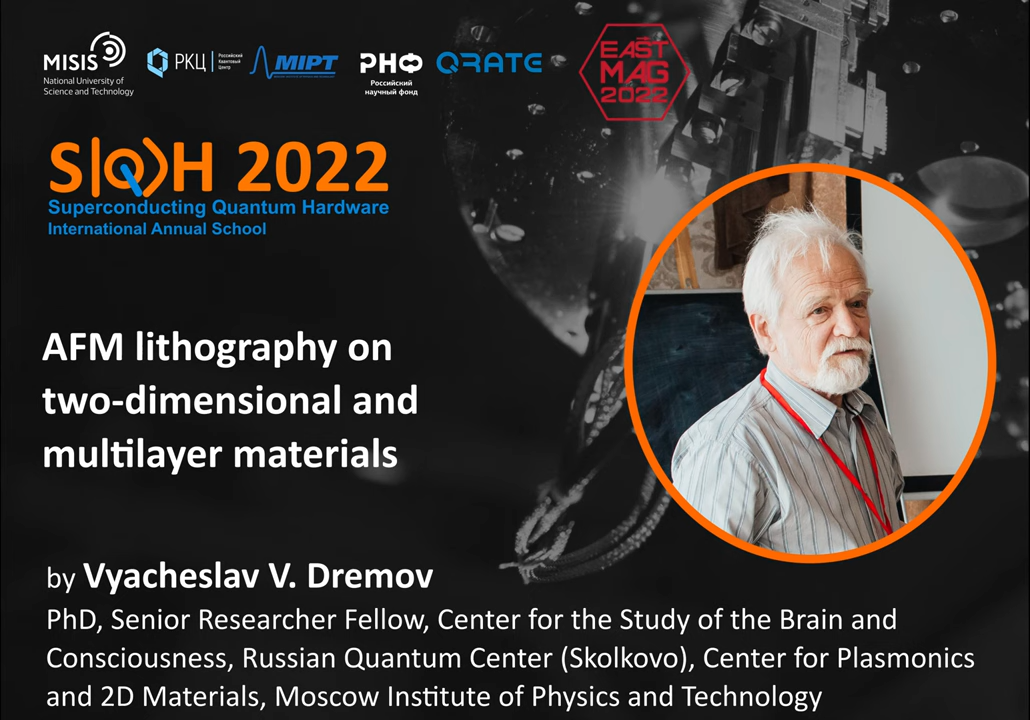 MISIS
National University of
Science and Technology
РКЦ
Российский
Квантовый
Центр
MIPT
РНФ
Российский
научный фонд
QRATE
EAST
MAG
2022
S|Q⟩H 2022
Superconducting Quantum Hardware
International Annual School
AFM lithography on
two-dimensional and
multilayer materials
by Vyacheslav V. Dremov
PhD, Senior Researcher Fellow, Center for the Study of the Brain and
Consciousness, Russian Quantum Center (Skolkovo), Center for Plasmonics
and 2D Materials, Moscow Institute of Physics and Technology